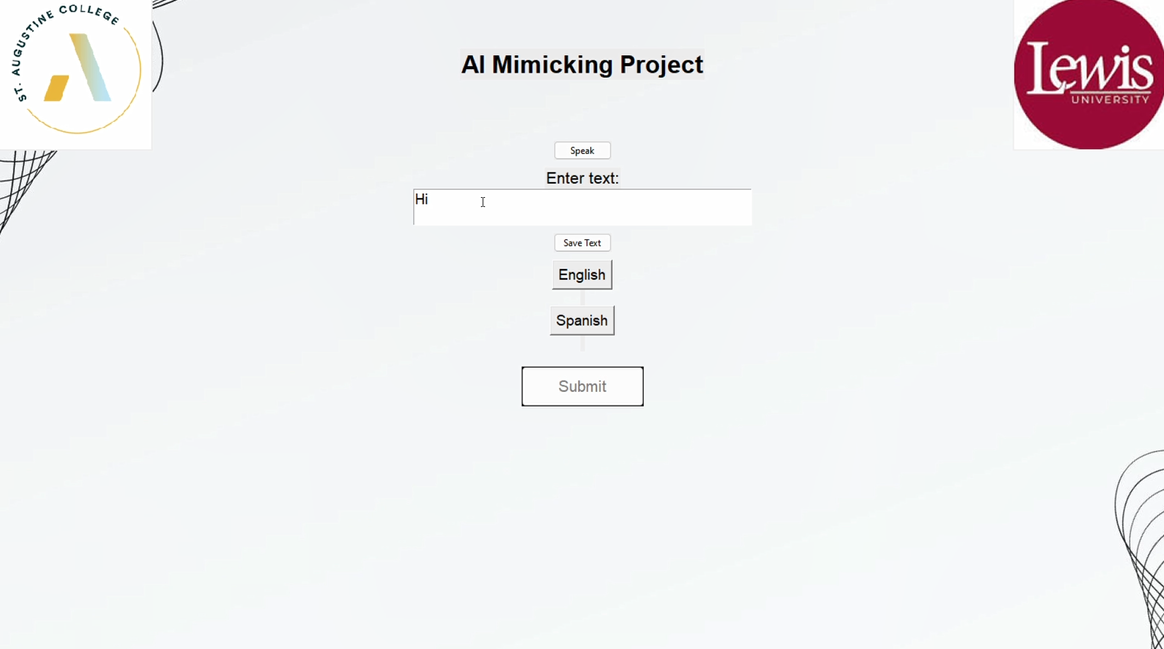 ST. AUGUSTINE COLLEGE
Lewis
UNIVERSITY
AI Mimicking Project
Speak
Enter text:
Hi
Save Text
English
Spanish
Submit